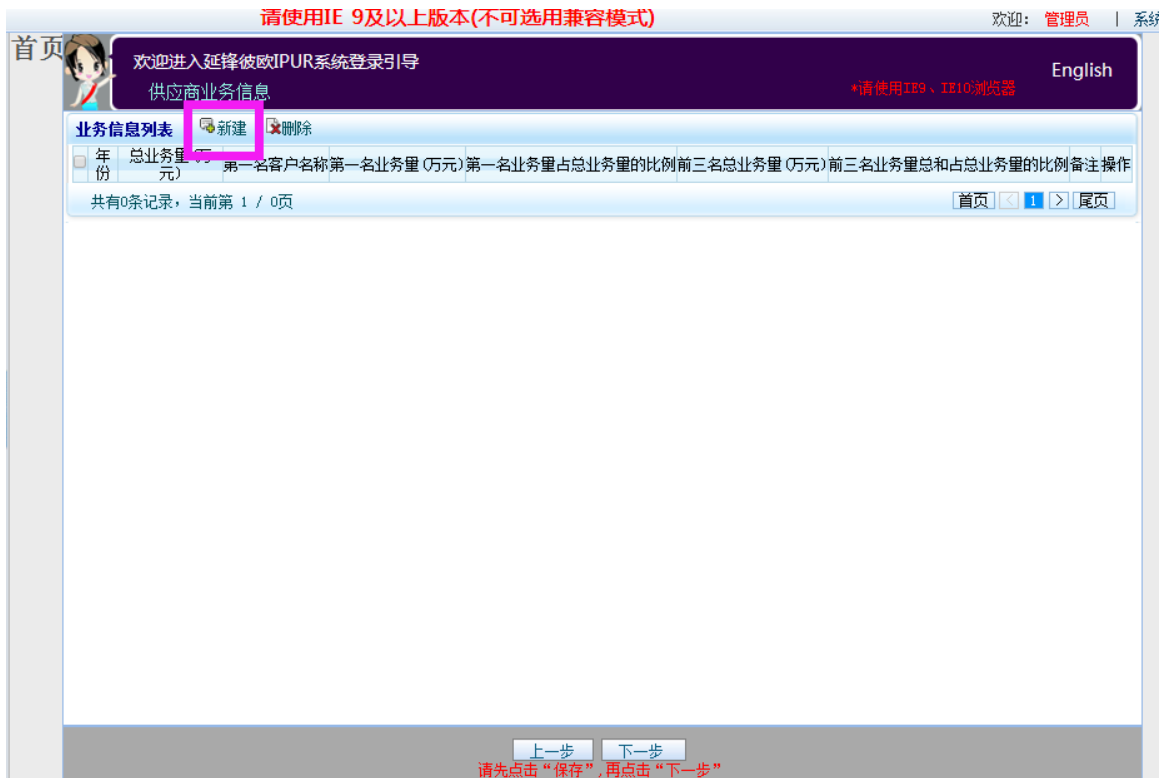 请使用IE 9及以上版本(不可选用兼容模式)
欢迎： 管理员 | 系统
首页
欢迎进入延锋彼欧IPUR系统登录引导
English
供应商业务信息
*请使用IE9、IE10浏览器
业务信息列表 新建 删除
年份 总业务量(万元) 第一名客户名称 第一名业务量(万元) 第一名业务量占总业务量的比例 前三名总业务量(万元) 前三名业务量总和占总业务量的比例 备注 操作
共有0条记录，当前第 1 / 0页
首页 < 1 > 尾页
上一步 下一步
请先点击“保存”,再点击“下一步”